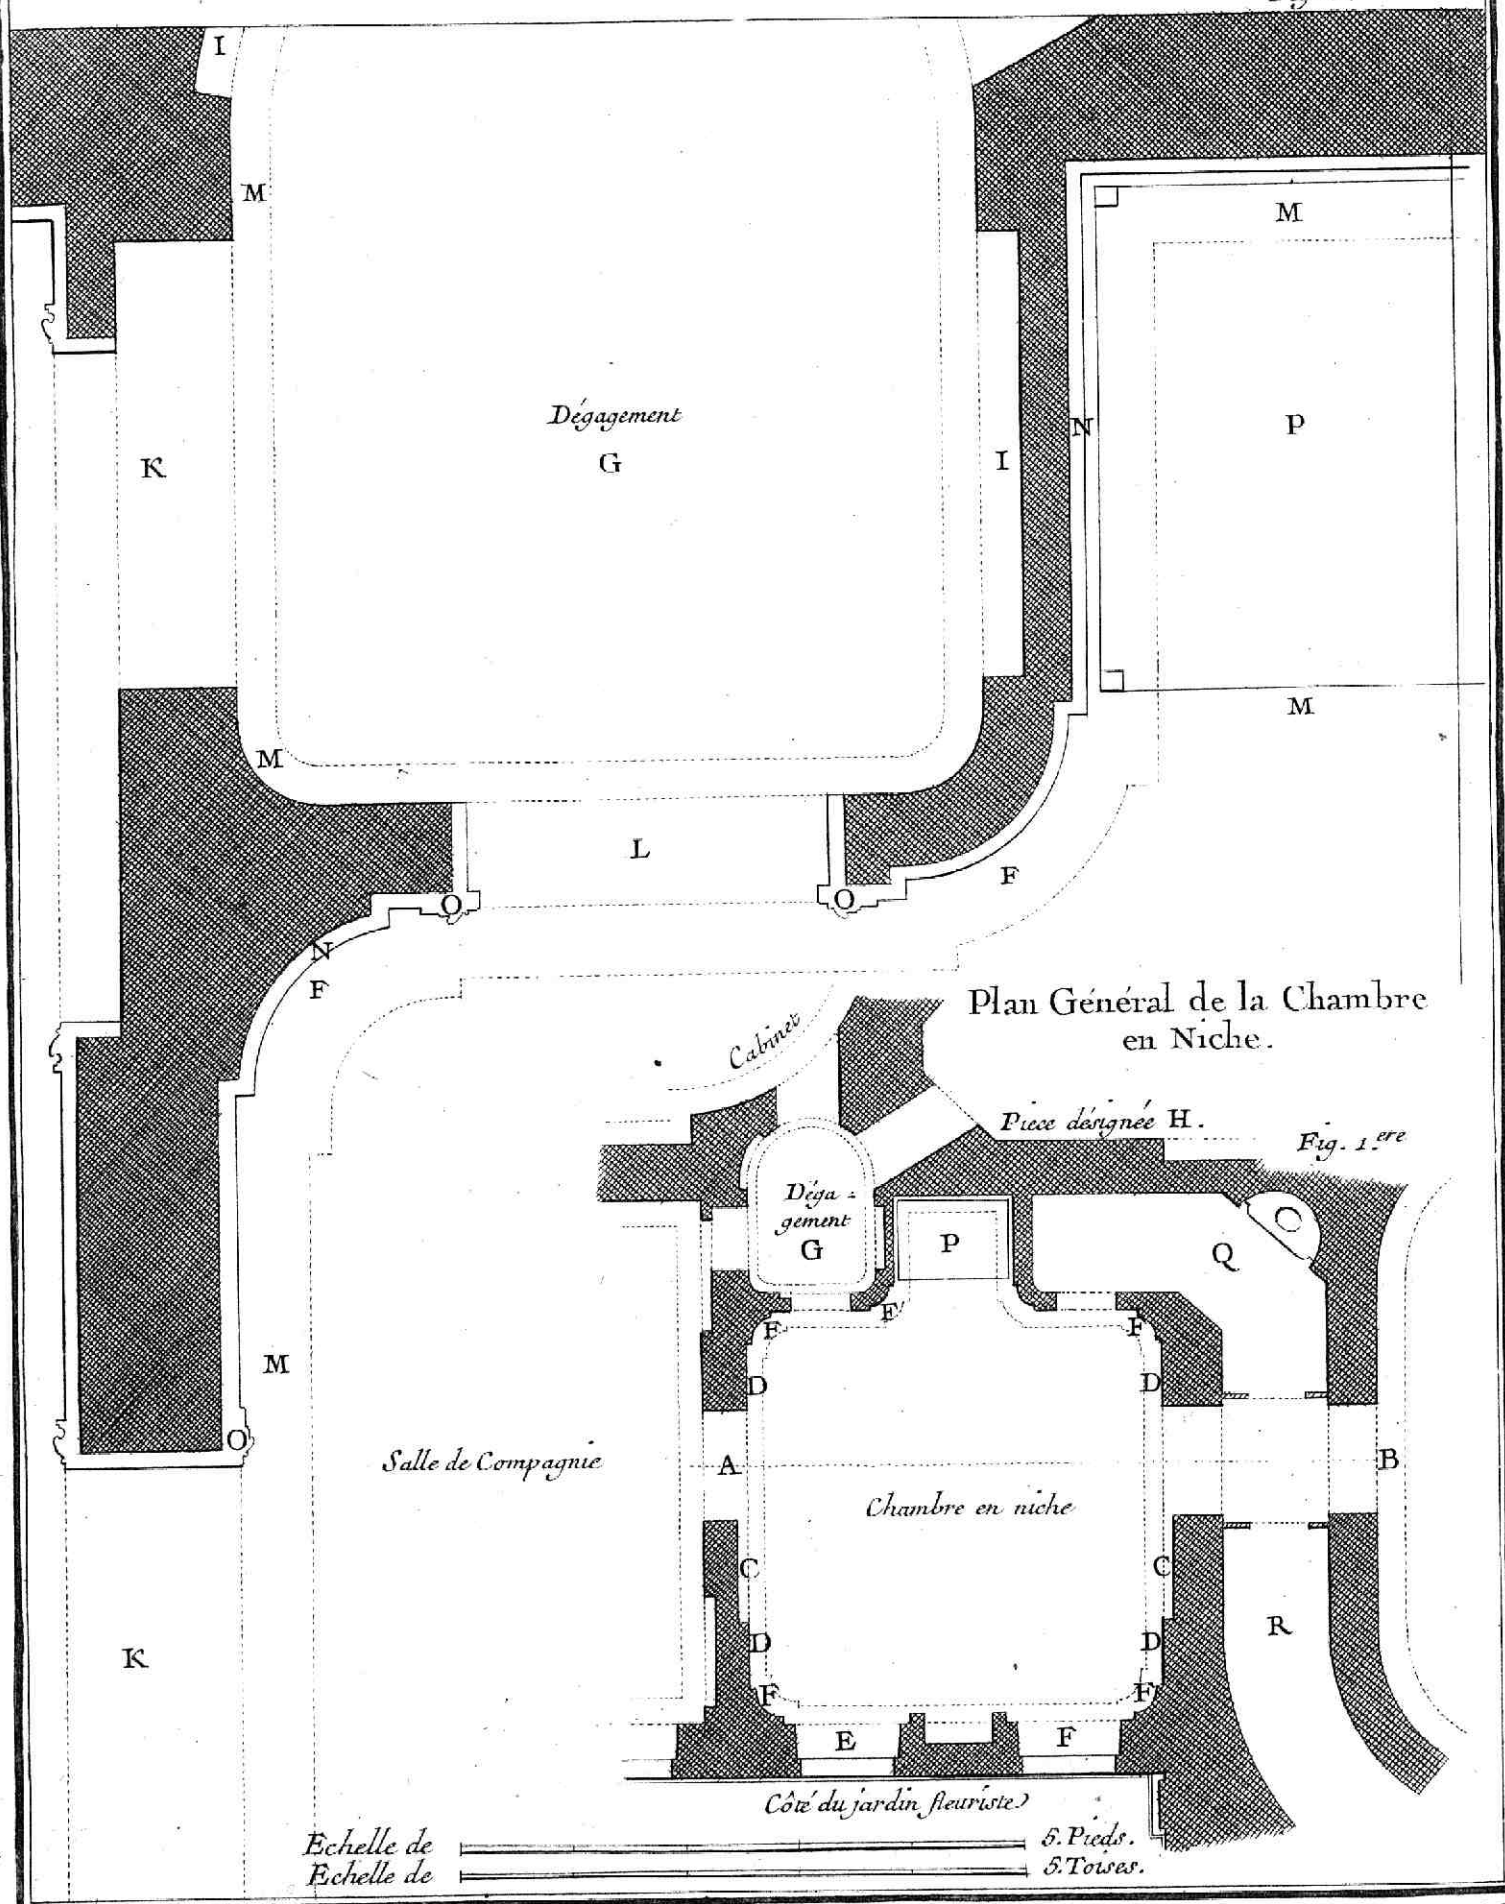 I
M
M
Dégagement
G
K
I
N
P
M
M
L
O
O
F
N
F
Plan Général de la Chambre
en Niche.
Cabinet
Piece désignée H.
Fig. 1.ere
Déga-
gement
G
P
Q
F
F
F
D
D
M
O
Salle de Compagnie
A
B
Chambre en niche
C
C
R
D
D
K
F
F
E
F
Côté du jardin fleuriste
Echelle de
5. Pieds.
Echelle de
5. Toises.